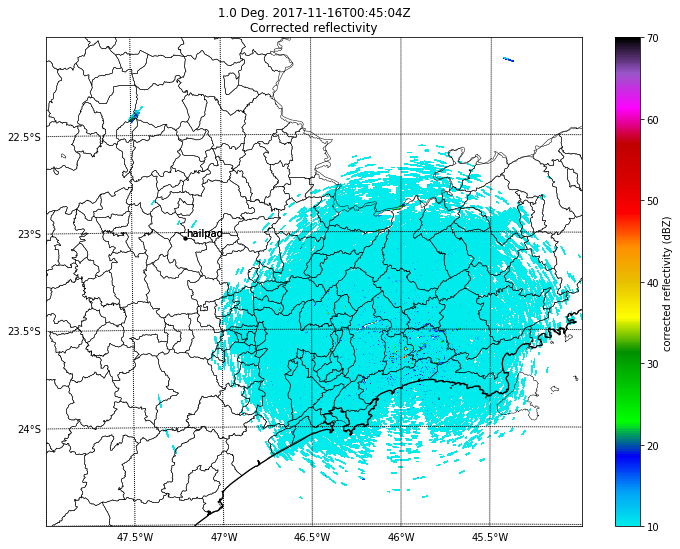 1.0 Deg. 2017-11-16T00:45:04Z
Corrected reflectivity
70
60
50
40
30
20
10
corrected reflectivity (dBZ)
22.5°S
23°S
23.5°S
24°S
hailpad
47.5°W
47°W
46.5°W
46°W
45.5°W